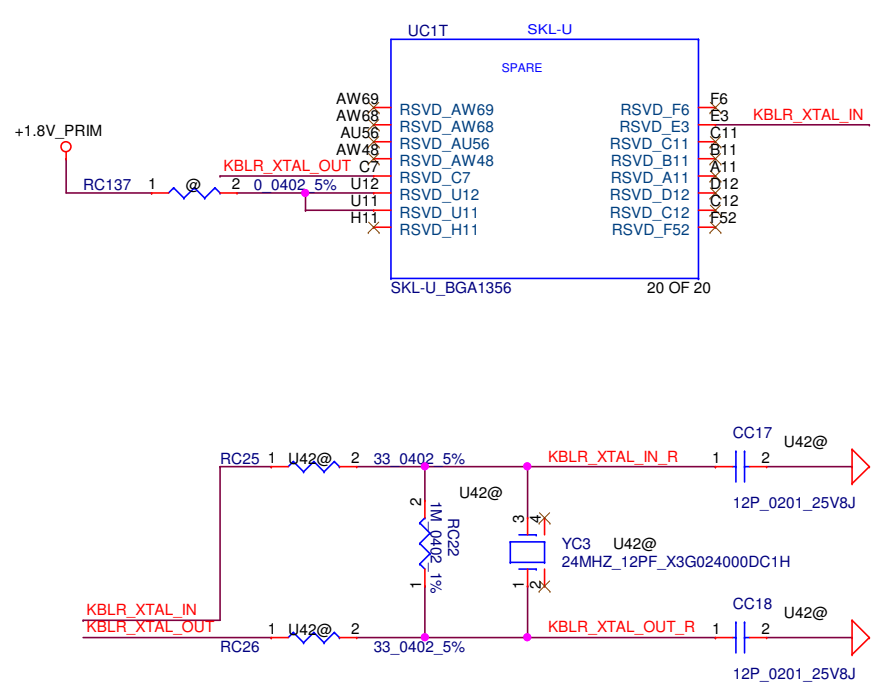 UC1T
SKL-U
SPARE
AW69
AW68
AU56
AW48
C7
U12
U11
H11
RSVD_AW69
RSVD_AW68
RSVD_AU56
RSVD_AW48
RSVD_C7
RSVD_U12
RSVD_U11
RSVD_H11
RSVD_F6
RSVD_E3
RSVD_C11
RSVD_B11
RSVD_A11
RSVD_D12
RSVD_C12
RSVD_F52
F6
E3
C11
B11
A11
D12
C12
F52
KBLR_XTAL_IN
+1.8V_PRIM
KBLR_XTAL_OUT
RC137
1
@
2
0_0402_5%
SKL-U_BGA1356
20 OF 20
RC25
1
U42@
2
33_0402_5%
KBLR_XTAL_IN_R
CC17
U42@
1
2
12P_0201_25V8J
U42@
2
1M_0402_1%
RC22
1
3
4
YC3
U42@
24MHZ_12PF_X3G024000DC1H
1
2
KBLR_XTAL_IN
KBLR_XTAL_OUT
RC26
1
U42@
2
33_0402_5%
KBLR_XTAL_OUT_R
CC18
U42@
1
2
12P_0201_25V8J